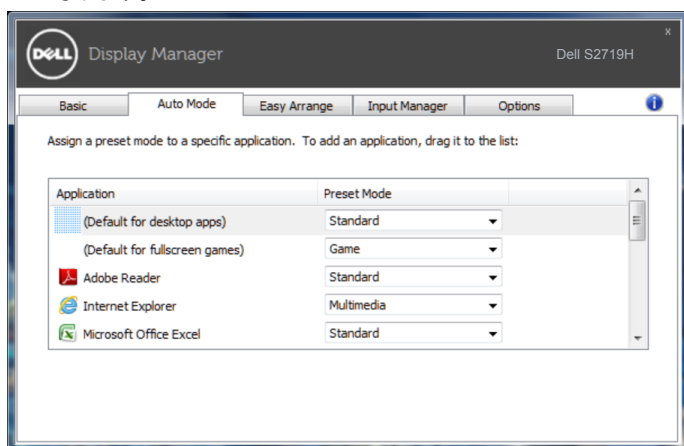 DELL Display Manager Dell S2719H x
Basic Auto Mode Easy Arrange Input Manager Options
Assign a preset mode to a specific application. To add an application, drag it to the list:
Application Preset Mode
(Default for desktop apps) Standard
(Default for fullscreen games) Game
Adobe Reader Standard
Internet Explorer Multimedia
Microsoft Office Excel Standard